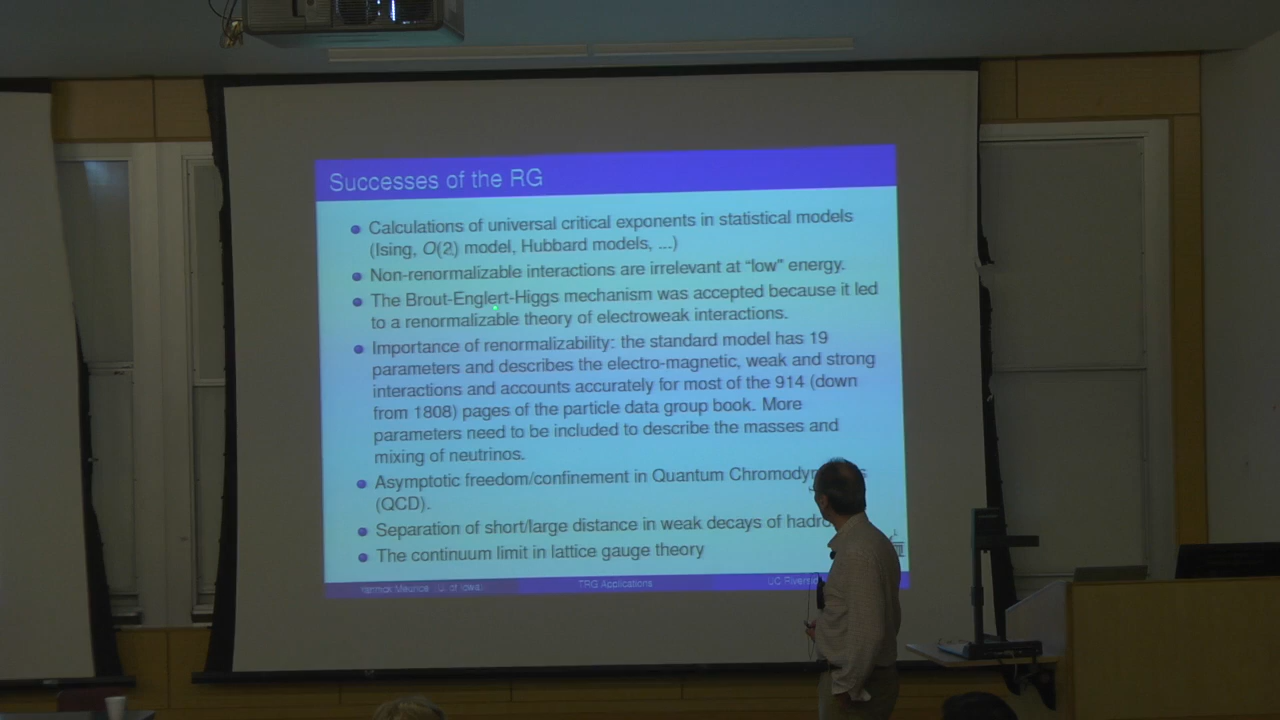 Successes of the RG
Calculations of universal critical exponents in statistical models
(Ising, O(2) model, Hubbard models, ...)
Non-renormalizable interactions are irrelevant at “low” energy.
The Brout-Englert-Higgs mechanism was accepted because it led
to a renormalizable theory of electroweak interactions.
Importance of renormalizability: the standard model has 19
parameters and describes the electro-magnetic, weak and strong
interactions and accounts accurately for most of the 914 (down
from 1808) pages of the particle data group book. More
parameters need to be included to describe the masses and
mixing of neutrinos.
Asymptotic freedom/confinement in Quantum
(QCD).
Separation of short/large distance in weak decays of
The continuum limit in lattice gauge theory
Meurice (U. of Iowa) TRG Applications UC